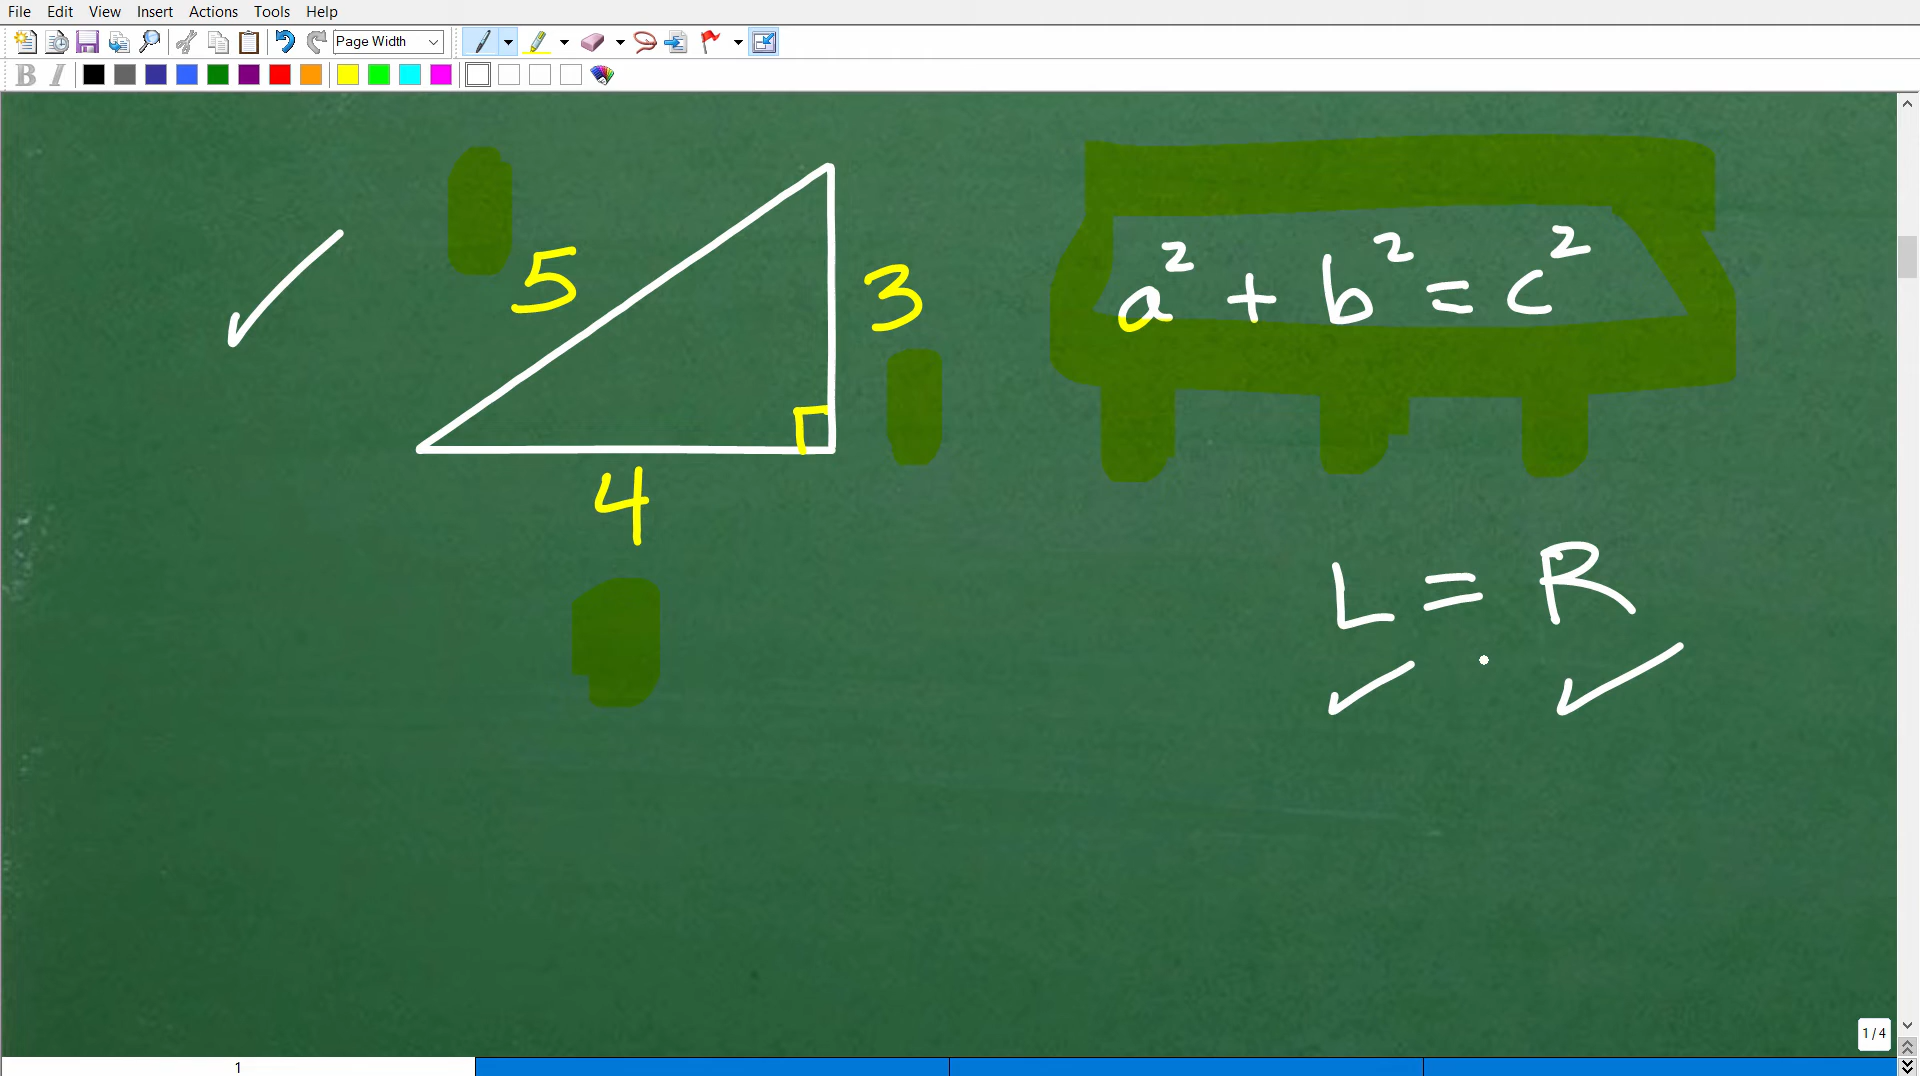 File Edit View Insert Actions Tools Help
Page Width
B I
5
3
4
a² + b² = c²
L = R
1 / 4
1